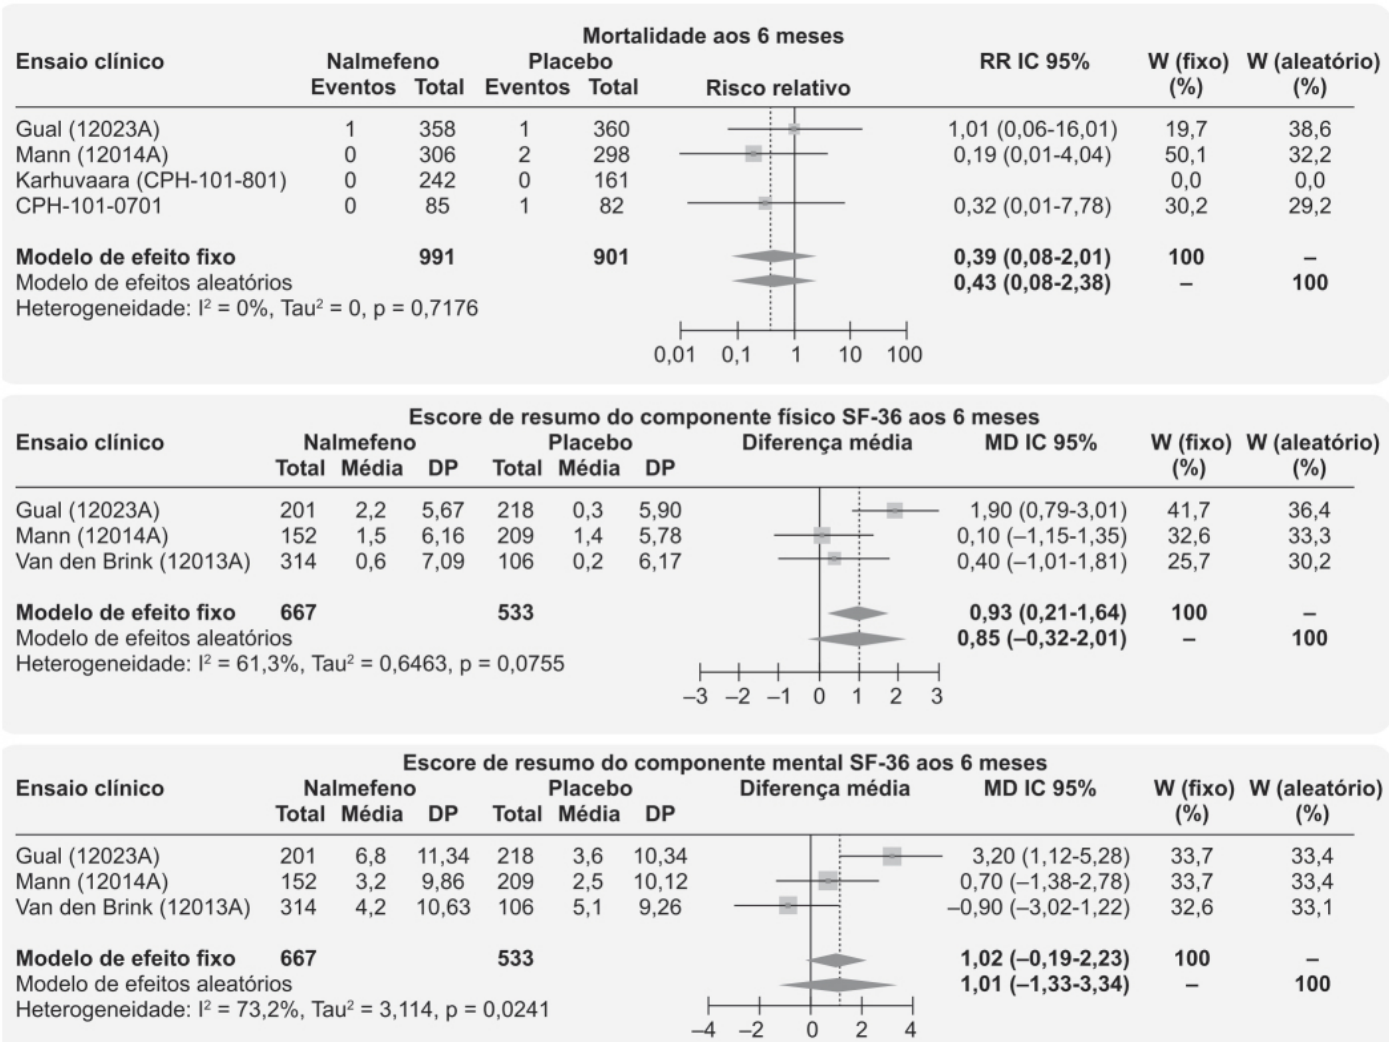 Mortalidade aos 6 meses
Ensaio clínico Nalmefeno Placebo RR IC 95% W (fixo) W (aleatório)
Eventos Total Eventos Total Risco relativo (%) (%)
Gual (12023A) 1 358 1 360 1,01 (0,06-16,01) 19,7 38,6
Mann (12014A) 0 306 2 298 0,19 (0,01-4,04) 50,1 32,2
Karhuvaara (CPH-101-801) 0 242 0 161 0,0 0,0
CPH-101-0701 0 85 1 82 0,32 (0,01-7,78) 30,2 29,2
Modelo de efeito fixo 991 901 0,39 (0,08-2,01) 100 –
Modelo de efeitos aleatórios 0,43 (0,08-2,38) – 100
Heterogeneidade: I² = 0%, Tau² = 0, p = 0,7176
0,01 0,1 1 10 100
Escore de resumo do componente físico SF-36 aos 6 meses
Ensaio clínico Nalmefeno Placebo Diferença média MD IC 95% W (fixo) W (aleatório)
Total Média DP Total Média DP (%) (%)
Gual (12023A) 201 2,2 5,67 218 0,3 5,90 1,90 (0,79-3,01) 41,7 36,4
Mann (12014A) 152 1,5 6,16 209 1,4 5,78 0,10 (–1,15-1,35) 32,6 33,3
Van den Brink (12013A) 314 0,6 7,09 106 0,2 6,17 0,40 (–1,01-1,81) 25,7 30,2
Modelo de efeito fixo 667 533 0,93 (0,21-1,64) 100 –
Modelo de efeitos aleatórios 0,85 (–0,32-2,01) – 100
Heterogeneidade: I² = 61,3%, Tau² = 0,6463, p = 0,0755
–3 –2 –1 0 1 2 3
Escore de resumo do componente mental SF-36 aos 6 meses
Ensaio clínico Nalmefeno Placebo Diferença média MD IC 95% W (fixo) W (aleatório)
Total Média DP Total Média DP (%) (%)
Gual (12023A) 201 6,8 11,34 218 3,6 10,34 3,20 (1,12-5,28) 33,7 33,4
Mann (12014A) 152 3,2 9,86 209 2,5 10,12 0,70 (–1,38-2,78) 33,7 33,4
Van den Brink (12013A) 314 4,2 10,63 106 5,1 9,26 –0,90 (–3,02-1,22) 32,6 33,1
Modelo de efeito fixo 667 533 1,02 (–0,19-2,23) 100 –
Modelo de efeitos aleatórios 1,01 (–1,33-3,34) – 100
Heterogeneidade: I² = 73,2%, Tau² = 3,114, p = 0,0241
–4 –2 0 2 4